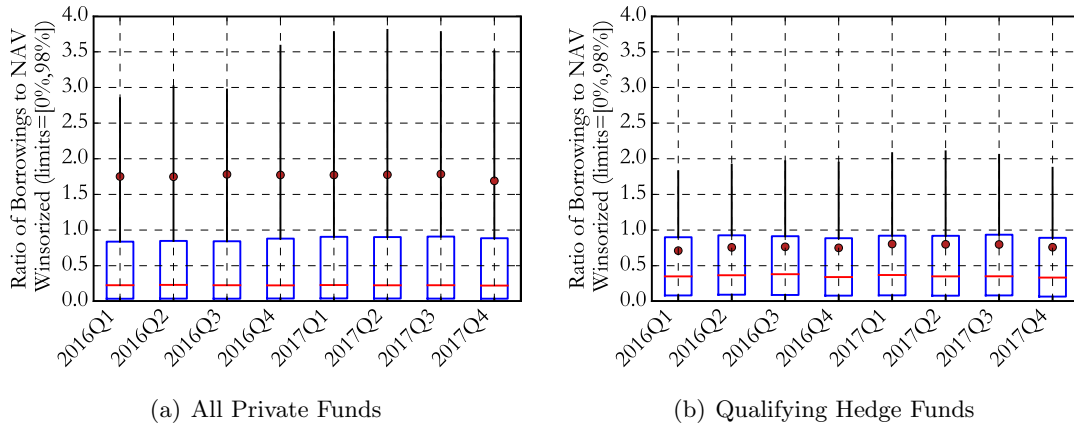 Ratio of Borrowings to NAV
Winsorized (limits=[0%,98%])
4.0
3.5
3.0
2.5
2.0
1.5
1.0
0.5
0.0
2016Q1
2016Q2
2016Q3
2016Q4
2017Q1
2017Q2
2017Q3
2017Q4
(a) All Private Funds
Ratio of Borrowings to NAV
Winsorized (limits=[0%,98%])
4.0
3.5
3.0
2.5
2.0
1.5
1.0
0.5
0.0
2016Q1
2016Q2
2016Q3
2016Q4
2017Q1
2017Q2
2017Q3
2017Q4
(b) Qualifying Hedge Funds